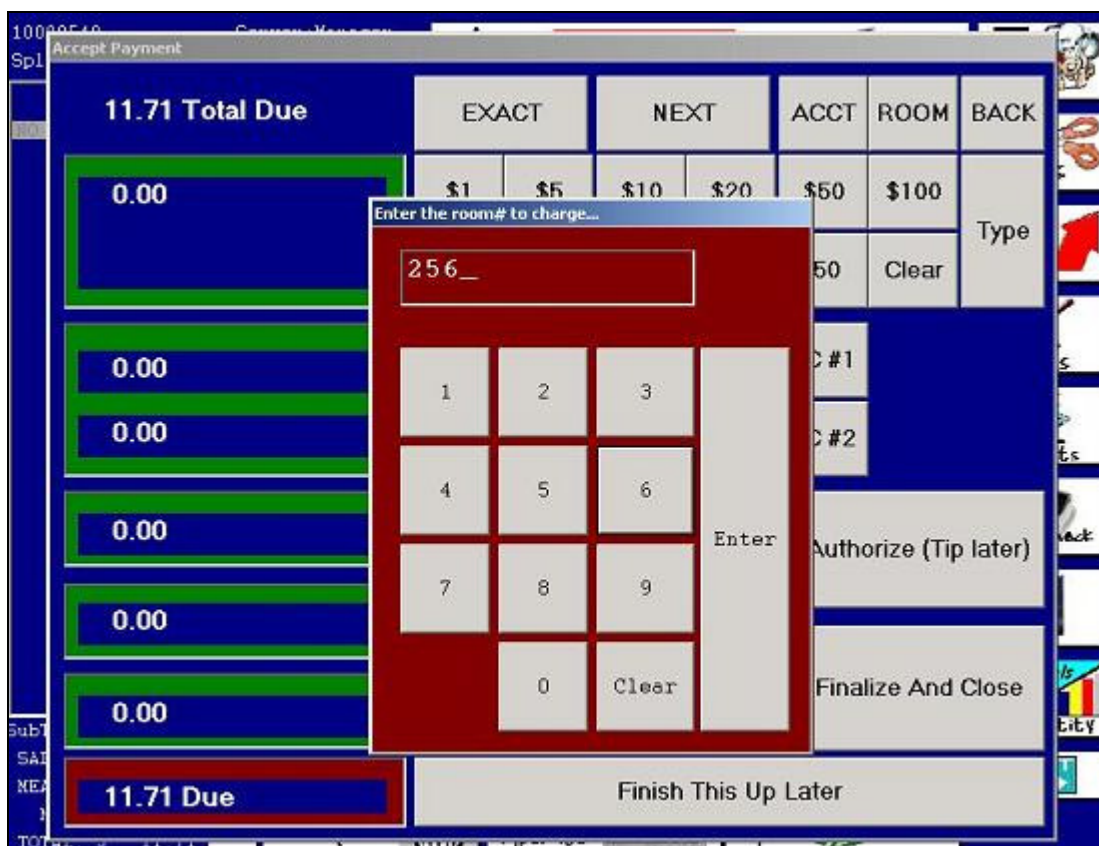 Accept Payment
11.71 Total Due
EXACT
NEXT
ACCT
ROOM
BACK
0.00
$1
$5
$10
$20
$50
$100
Type
Enter the room# to charge...
256_
50
Clear
0.00
#1
1
2
3
0.00
#2
4
5
6
Enter
0.00
Authorize (Tip later)
7
8
9
0.00
0
Clear
Finalize And Close
0.00
11.71 Due
Finish This Up Later